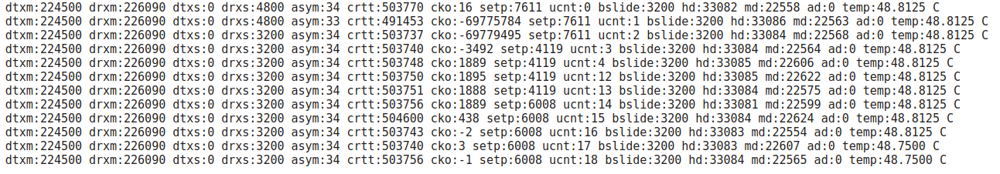 dtxm:224500 drxm:226090 dtxs:0 drxs:4800 asym:34 crtt:503770 cko:16 setp:7611 ucnt:0 bslide:3200 hd:33082 md:22558 ad:0 temp:48.8125 C
dtxm:224500 drxm:226090 dtxs:0 drxs:4800 asym:33 crtt:491453 cko:-69775784 setp:7611 ucnt:1 bslide:3200 hd:33086 md:22563 ad:0 temp:48.8125 C
dtxm:224500 drxm:226090 dtxs:0 drxs:3200 asym:34 crtt:503737 cko:-69779495 setp:7611 ucnt:2 bslide:3200 hd:33084 md:22568 ad:0 temp:48.8125 C
dtxm:224500 drxm:226090 dtxs:0 drxs:3200 asym:34 crtt:503740 cko:-3492 setp:4119 ucnt:3 bslide:3200 hd:33084 md:22564 ad:0 temp:48.8125 C
dtxm:224500 drxm:226090 dtxs:0 drxs:3200 asym:34 crtt:503748 cko:1889 setp:4119 ucnt:4 bslide:3200 hd:33085 md:22606 ad:0 temp:48.8125 C
dtxm:224500 drxm:226090 dtxs:0 drxs:3200 asym:34 crtt:503750 cko:1895 setp:4119 ucnt:12 bslide:3200 hd:33085 md:22622 ad:0 temp:48.8125 C
dtxm:224500 drxm:226090 dtxs:0 drxs:3200 asym:34 crtt:503751 cko:1888 setp:4119 ucnt:13 bslide:3200 hd:33084 md:22575 ad:0 temp:48.8125 C
dtxm:224500 drxm:226090 dtxs:0 drxs:3200 asym:34 crtt:503756 cko:1889 setp:6008 ucnt:14 bslide:3200 hd:33081 md:22599 ad:0 temp:48.8125 C
dtxm:224500 drxm:226090 dtxs:0 drxs:3200 asym:34 crtt:504600 cko:438 setp:6008 ucnt:15 bslide:3200 hd:33084 md:22624 ad:0 temp:48.8125 C
dtxm:224500 drxm:226090 dtxs:0 drxs:3200 asym:34 crtt:503743 cko:-2 setp:6008 ucnt:16 bslide:3200 hd:33083 md:22554 ad:0 temp:48.8125 C
dtxm:224500 drxm:226090 dtxs:0 drxs:3200 asym:34 crtt:503740 cko:3 setp:6008 ucnt:17 bslide:3200 hd:33083 md:22607 ad:0 temp:48.7500 C
dtxm:224500 drxm:226090 dtxs:0 drxs:3200 asym:34 crtt:503756 cko:-1 setp:6008 ucnt:18 bslide:3200 hd:33084 md:22565 ad:0 temp:48.7500 C